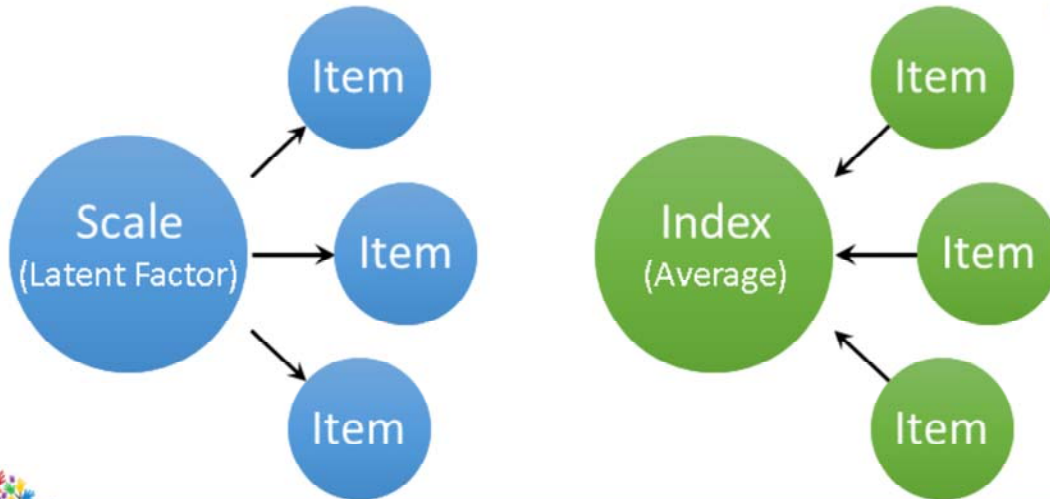 Item
Scale
(Latent Factor)
Item
Item
Item
Index
(Average)
Item
Item